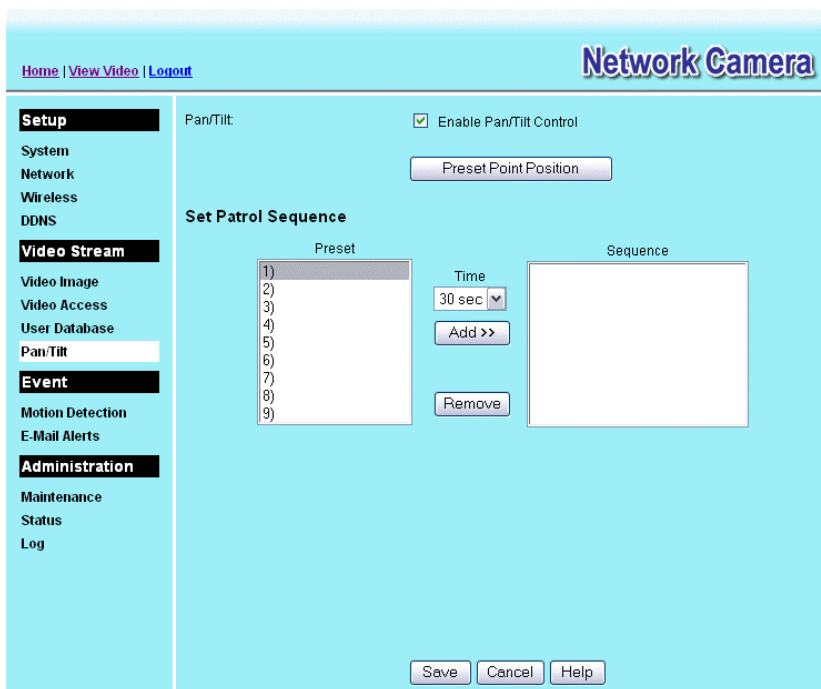 Home | View Video | Logout
Network Camera
Setup
System
Network
Wireless
DDNS
Video Stream
Video Image
Video Access
User Database
Pan/Tilt
Event
Motion Detection
E-Mail Alerts
Administration
Maintenance
Status
Log
Pan/Tilt:
Enable Pan/Tilt Control
Preset Point Position
Set Patrol Sequence
Preset
1)
2)
3)
4)
5)
6)
7)
8)
9)
Time
30 sec
Add >>
Remove
Sequence
Save
Cancel
Help